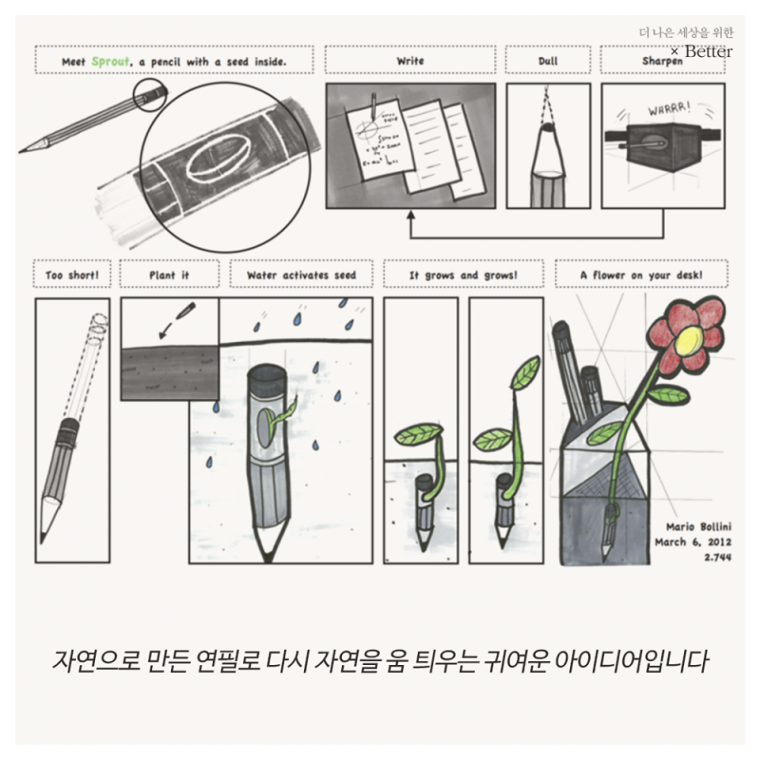 더 나은 세상을 위한
× Better
Meet Sprout, a pencil with a seed inside.
Write
Dull
Sharpen
WHRRR!
Too short!
Plant it
Water activates seed
It grows and grows!
A flower on your desk!
Mario Bollini
March 6, 2012
2.744
자연으로 만든 연필로 다시 자연을 움 틔우는 귀여운 아이디어입니다